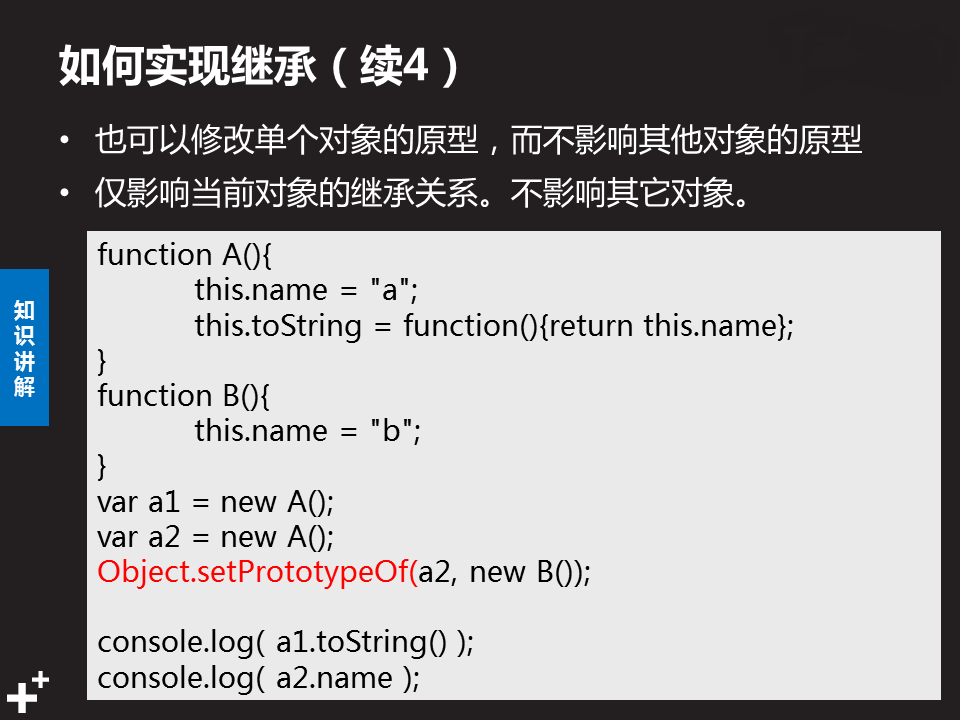 如何实现继承（续4）
• 也可以修改单个对象的原型，而不影响其他对象的原型
• 仅影响当前对象的继承关系。不影响其它对象。
知识讲解
function A(){
this.name = "a";
this.toString = function(){return this.name};
}
function B(){
this.name = "b";
}
var a1 = new A();
var a2 = new A();
Object.setPrototypeOf(a2, new B());
console.log( a1.toString() );
console.log( a2.name );